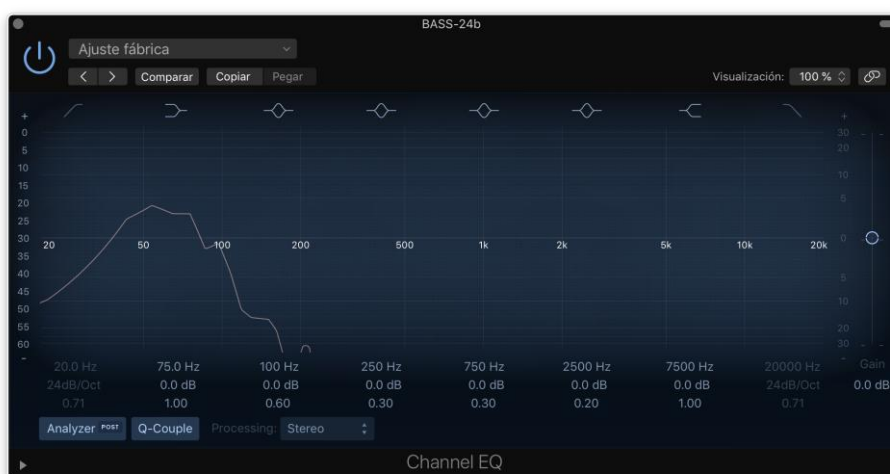 BASS-24b
Ajuste fábrica
Comparar Copiar Pegar Visualización: 100 %
+ +
0 30
5 20
10 10
15
20 5
25
30 20 50 100 200 500 1k 2k 5k 10k 20k 0
35
40 5
45
50 10
55
60 20
- 30 -
20.0 Hz 75.0 Hz 100 Hz 250 Hz 750 Hz 2500 Hz 7500 Hz 20000 Hz Gain
24dB/Oct 0.0 dB 0.0 dB 0.0 dB 0.0 dB 0.0 dB 0.0 dB 24dB/Oct 0.0 dB
0.71 1.00 0.60 0.30 0.30 0.20 1.00 0.71
Analyzer POST Q-Couple Processing: Stereo
Channel EQ